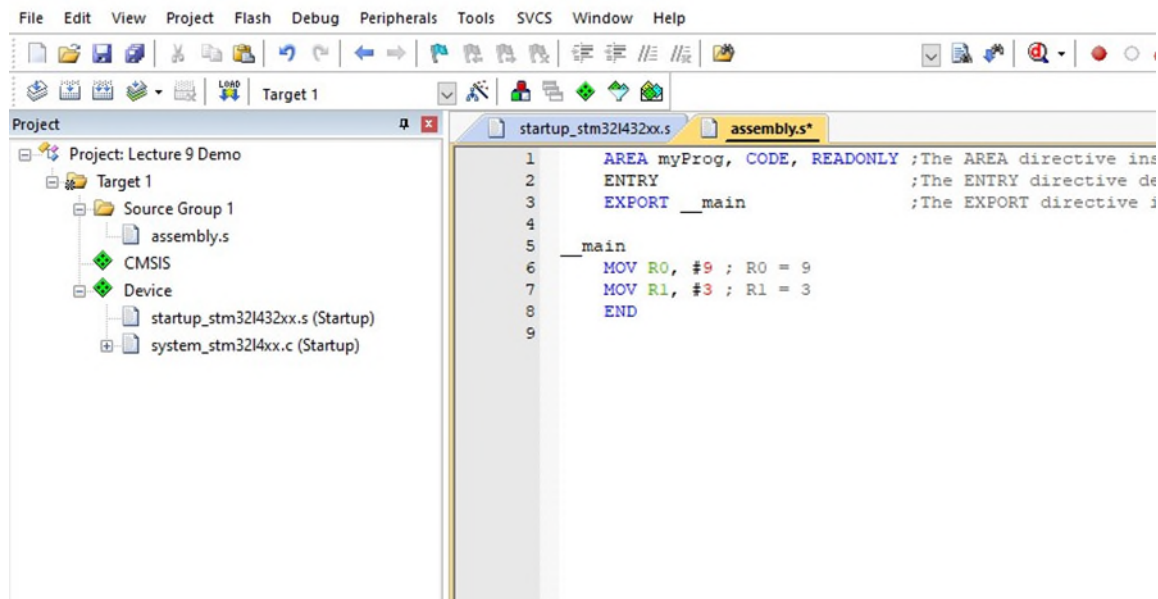 File Edit View Project Flash Debug Peripherals Tools SVCS Window Help
LOAD Target 1
Project
startup_stm32l432xx.s assembly.s*
Project: Lecture 9 Demo
Target 1
Source Group 1
assembly.s
CMSIS
Device
startup_stm32l432xx.s (Startup)
system_stm32l4xx.c (Startup)
1 AREA myProg, CODE, READONLY ;The AREA directive ins
2 ENTRY ;The ENTRY directive de
3 EXPORT __main ;The EXPORT directive i
4
5 __main
6 MOV R0, #9 ; R0 = 9
7 MOV R1, #3 ; R1 = 3
8 END
9